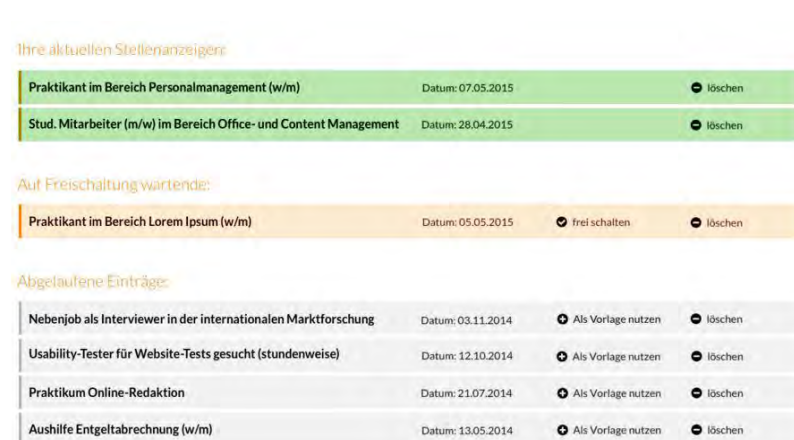 Ihre aktuellen Stellenanzeigen:
Praktikant im Bereich Personalmanagement (w/m) Datum: 07.05.2015 löschen
Stud. Mitarbeiter (m/w) im Bereich Office- und Content Management Datum: 28.04.2015 löschen
Auf Freischaltung wartende:
Praktikant im Bereich Lorem Ipsum (w/m) Datum: 05.05.2015 frei schalten löschen
Abgelaufene Einträge:
Nebenjob als Interviewer in der internationalen Marktforschung Datum: 03.11.2014 Als Vorlage nutzen löschen
Usability-Tester für Website-Tests gesucht (stundenweise) Datum: 12.10.2014 Als Vorlage nutzen löschen
Praktikum Online-Redaktion Datum: 21.07.2014 Als Vorlage nutzen löschen
Aushilfe Entgeltabrechnung (w/m) Datum: 13.05.2014 Als Vorlage nutzen löschen